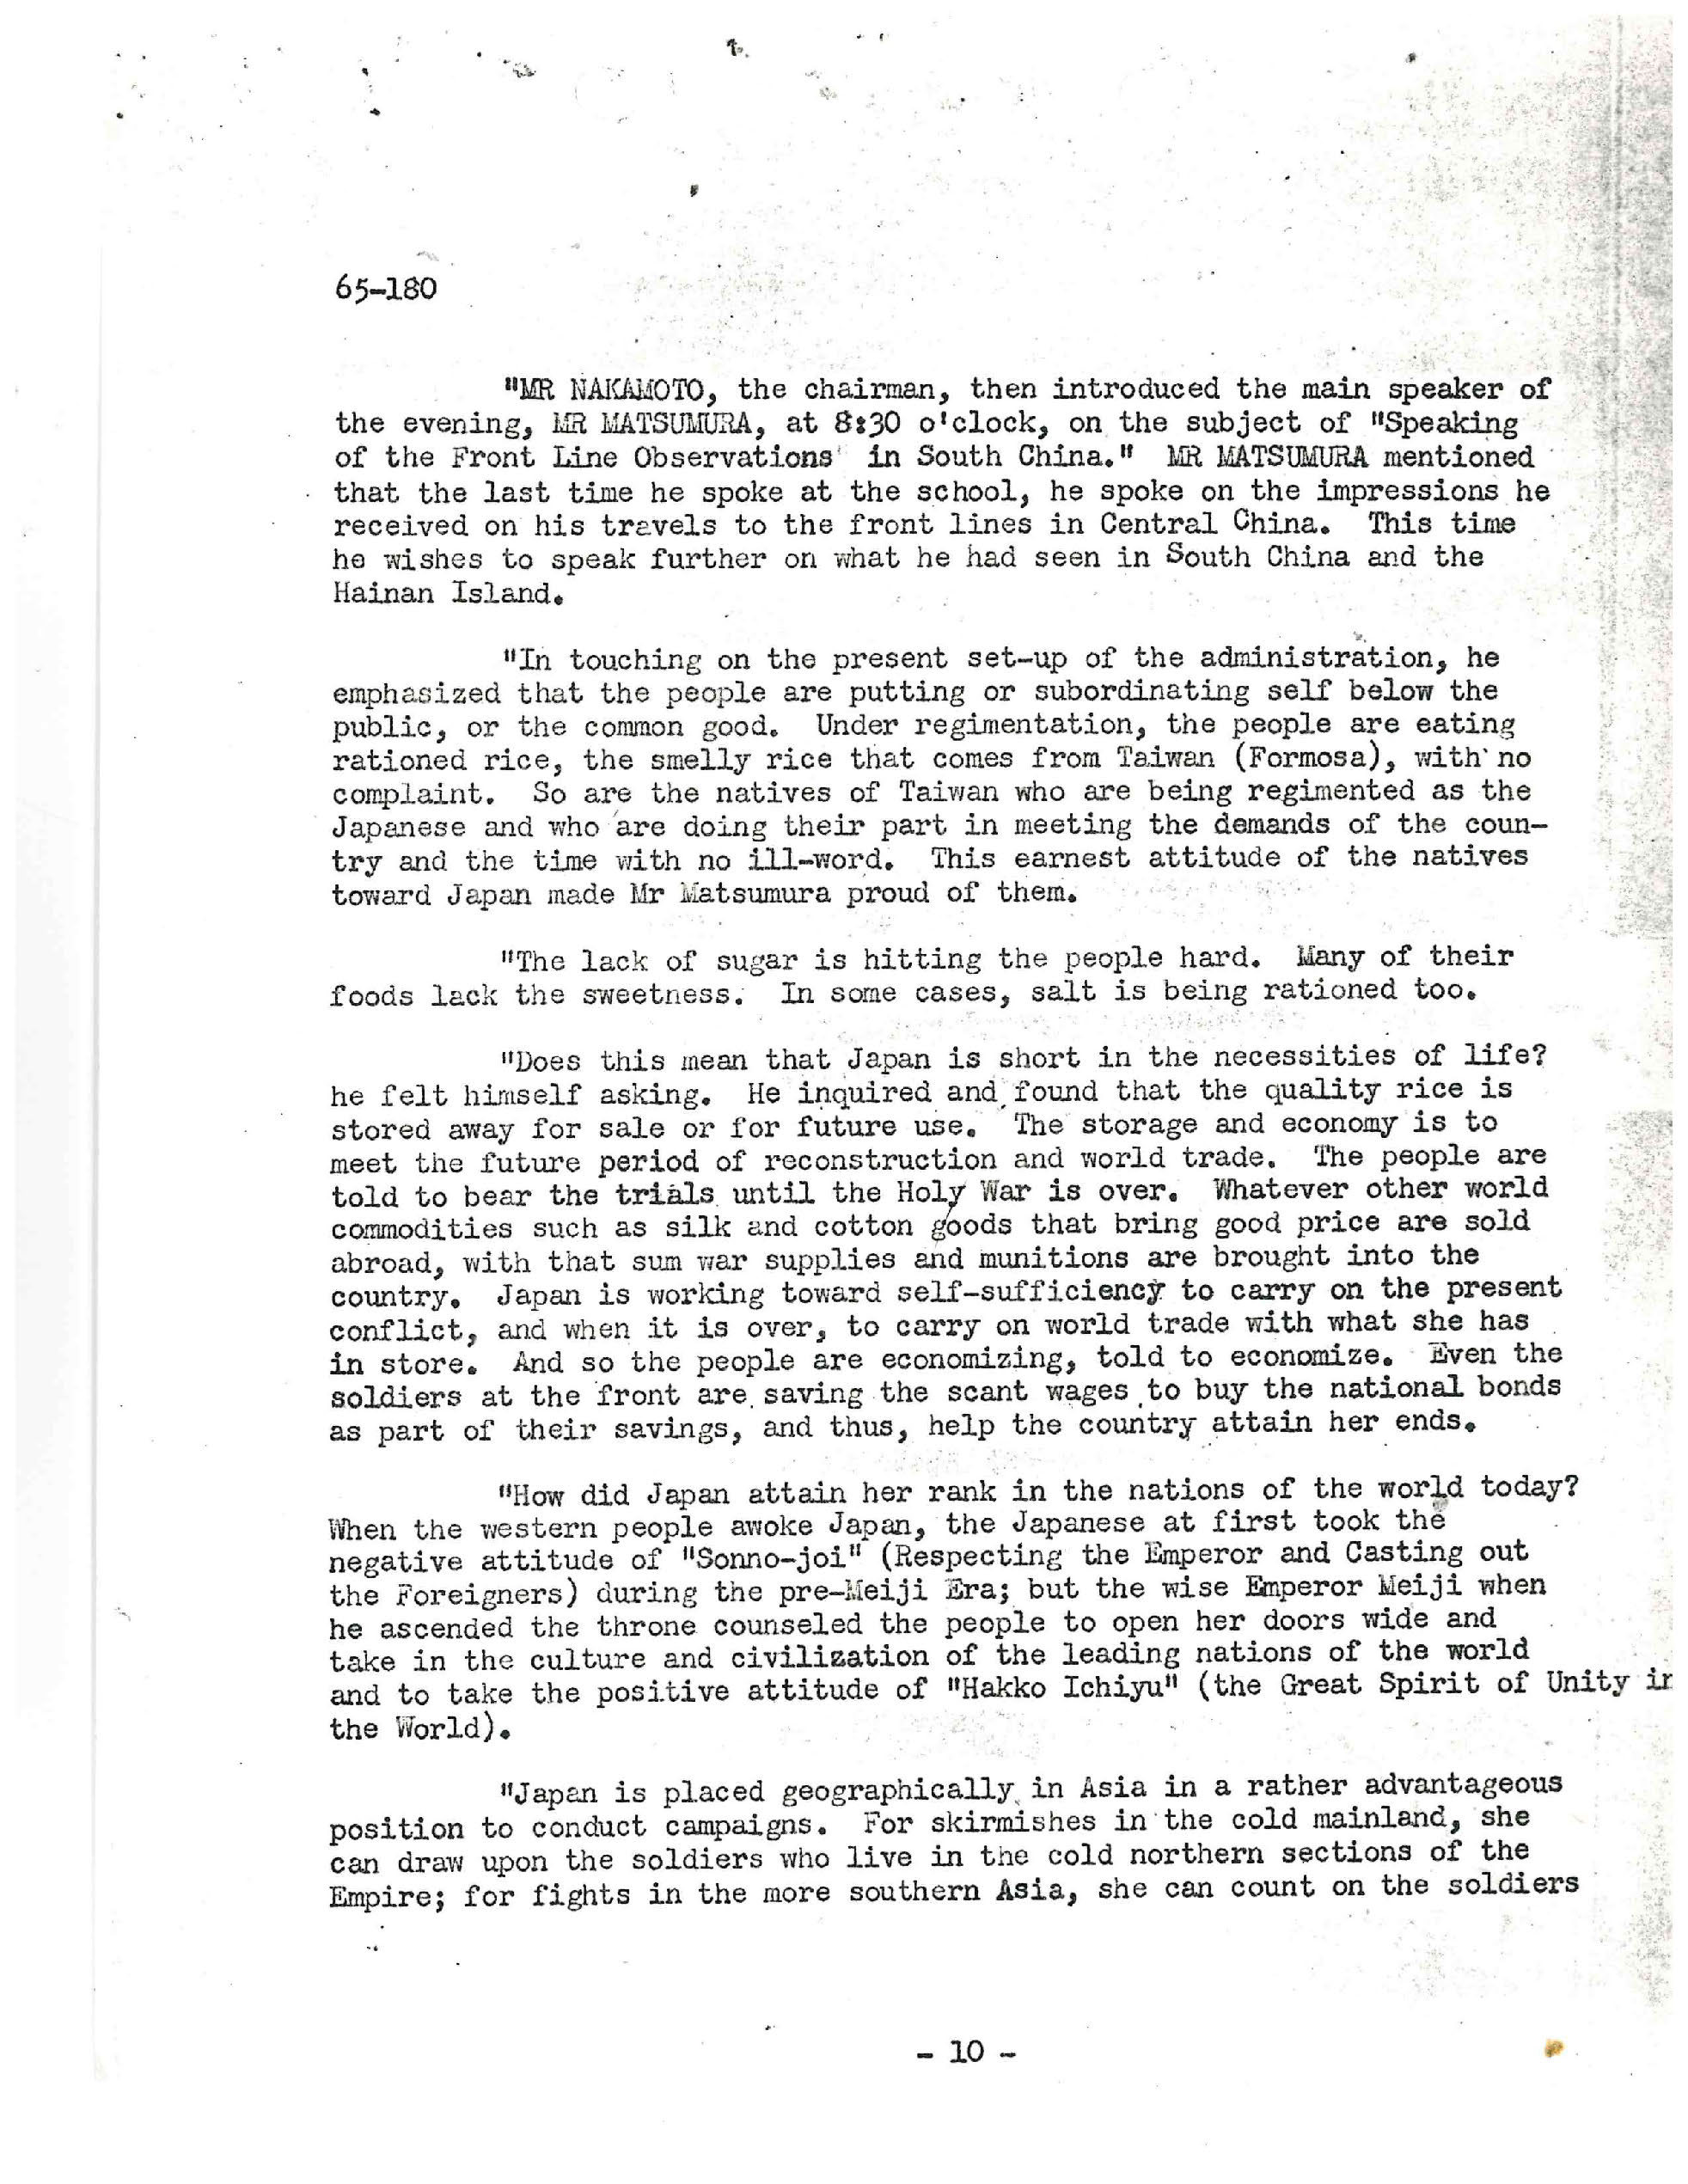 65-180
"MR NAKAMOTO, the chairman, then introduced the main speaker of
the evening, MR MATSUMURA, at 8:30 o'clock, on the subject of "Speaking
of the Front Line Observations in South China." MR MATSUMURA mentioned
that the last time he spoke at the school, he spoke on the impressions he
received on his travels to the front lines in Central China. This time
he wishes to speak further on what he had seen in South China and the
Hainan Island.
"In touching on the present set-up of the administration, he
emphasized that the people are putting or subordinating self below the
public, or the common good. Under regimentation, the people are eating
rationed rice, the smelly rice that comes from Taiwan (Formosa), with no
complaint. So are the natives of Taiwan who are being regimented as the
Japanese and who are doing their part in meeting the demands of the coun-
try and the time with no ill-word. This earnest attitude of the natives
toward Japan made Mr Matsumura proud of them.
"The lack of sugar is hitting the people hard. Many of their
foods lack the sweetness. In some cases, salt is being rationed too.
"Does this mean that Japan is short in the necessities of life?
he felt himself asking. He inquired and found that the quality rice is
stored away for sale or for future use. The storage and economy is to
meet the future period of reconstruction and world trade. The people are
told to bear the trials until the Holy War is over. Whatever other world
commodities such as silk and cotton goods that bring good price are sold
abroad, with that sum war supplies and munitions are brought into the
country. Japan is working toward self-sufficiency to carry on the present
conflict, and when it is over, to carry on world trade with what she has
in store. And so the people are economizing, told to economize. Even the
soldiers at the front are saving the scant wages to buy the national bonds
as part of their savings, and thus, help the country attain her ends.
"How did Japan attain her rank in the nations of the world today?
When the western people awoke Japan, the Japanese at first took the
negative attitude of "Sonno-joi" (Respecting the Emperor and Casting out
the Foreigners) during the pre-Meiji Era; but the wise Emperor Meiji when
he ascended the throne counseled the people to open her doors wide and
take in the culture and civilization of the leading nations of the world
and to take the positive attitude of "Hakko Ichiyu" (the Great Spirit of Unity in
the World).
"Japan is placed geographically in Asia in a rather advantageous
position to conduct campaigns. For skirmishes in the cold mainland, she
can draw upon the soldiers who live in the cold northern sections of the
Empire; for fights in the more southern Asia, she can count on the soldiers
- 10 -